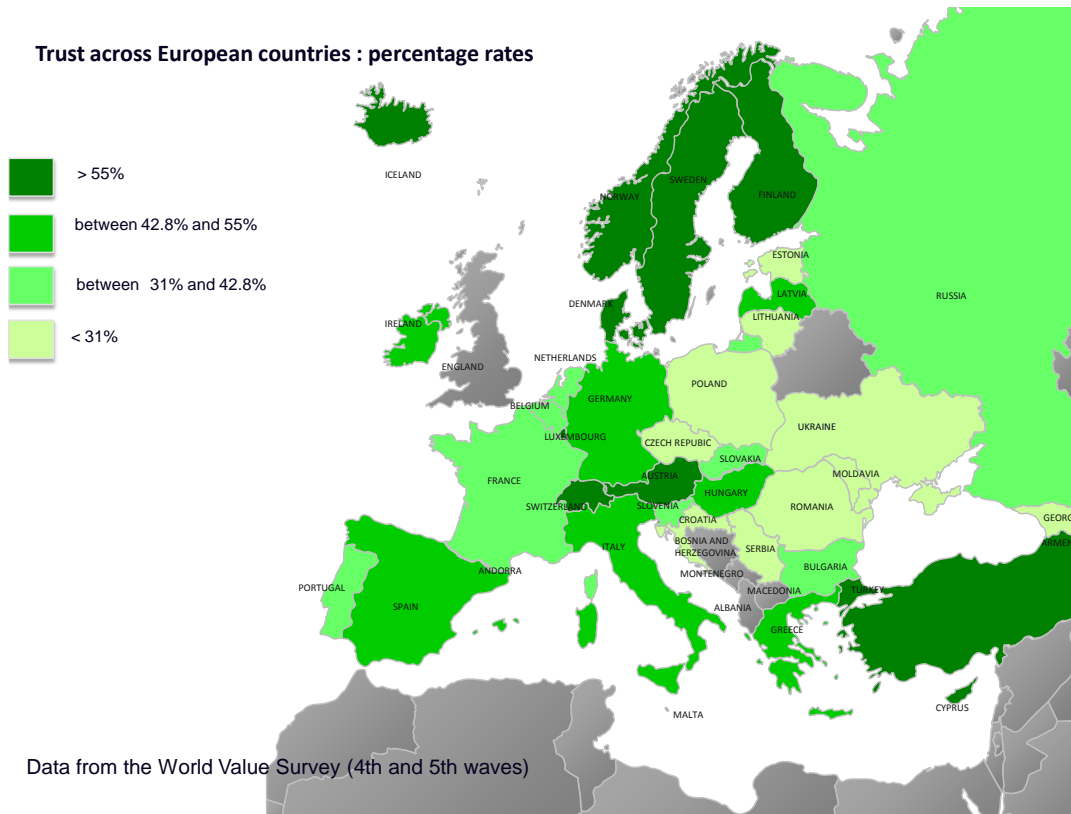 Trust across European countries : percentage rates
> 55%
between 42.8% and 55%
between 31% and 42.8%
< 31%
ICELAND
NORWAY
SWEDEN
FINLAND
ESTONIA
LATVIA
LITHUANIA
RUSSIA
DENMARK
IRELAND
ENGLAND
NETHERLANDS
BELGIUM
GERMANY
POLAND
LUXEMBOURG
CZECH REPUBIC
UKRAINE
SLOVAKIA
MOLDAVIA
FRANCE
AUSTRIA
HUNGARY
SWITZERLAND
SLOVENIA
ROMANIA
CROATIA
GEORG
ITALY
BOSNIA AND
HERZEGOVINA
SERBIA
ARMEN
BULGARIA
ANDORRA
MONTENEGRO
PORTUGAL
SPAIN
MACEDONIA
TURKEY
ALBANIA
GREECE
CYPRUS
MALTA
Data from the World Value Survey (4th and 5th waves)